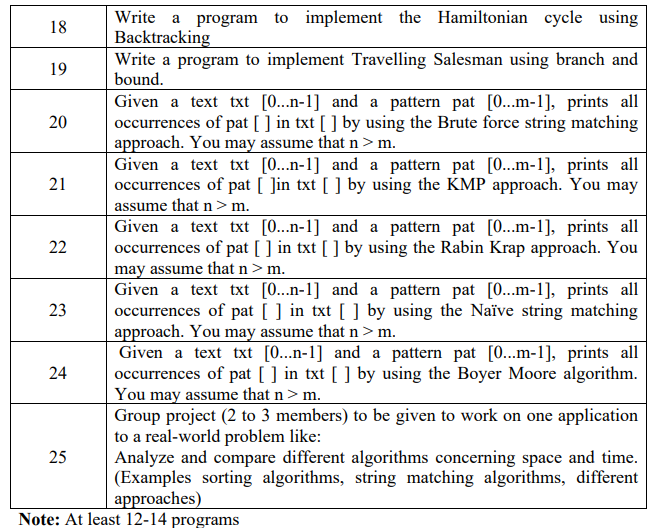 18
Write a program to implement the Hamiltonian cycle using
Backtracking
19
Write a program to implement Travelling Salesman using branch and
bound.
20
Given a text txt [0...n-1] and a pattern pat [0...m-1], prints all
occurrences of pat [ ] in txt [ ] by using the Brute force string matching
approach. You may assume that n > m.
21
Given a text txt [0...n-1] and a pattern pat [0...m-1], prints all
occurrences of pat [ ]in txt [ ] by using the KMP approach. You may
assume that n > m.
22
Given a text txt [0...n-1] and a pattern pat [0...m-1], prints all
occurrences of pat [ ] in txt [ ] by using the Rabin Krap approach. You
may assume that n > m.
23
Given a text txt [0...n-1] and a pattern pat [0...m-1], prints all
occurrences of pat [ ] in txt [ ] by using the Naïve string matching
approach. You may assume that n > m.
24
Given a text txt [0...n-1] and a pattern pat [0...m-1], prints all
occurrences of pat [ ] in txt [ ] by using the Boyer Moore algorithm.
You may assume that n > m.
25
Group project (2 to 3 members) to be given to work on one application
to a real-world problem like:
Analyze and compare different algorithms concerning space and time.
(Examples sorting algorithms, string matching algorithms, different
approaches)
Note: At least 12-14 programs